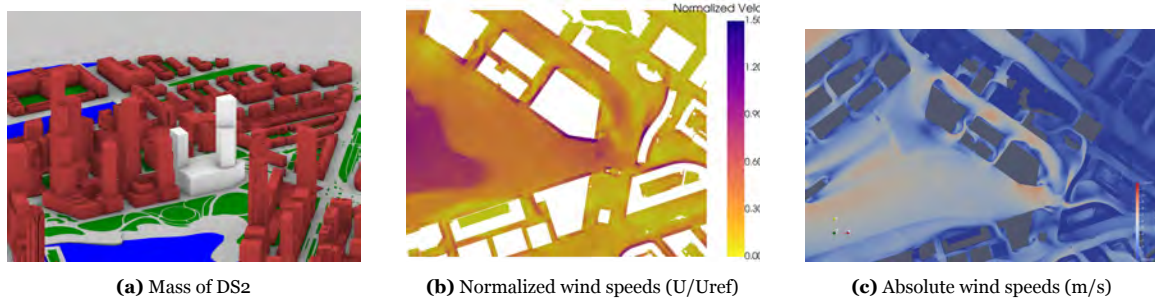 Normalized Velo
1.50
1.20
0.90
0.60
0.30
0.00
(a) Mass of DS2
(b) Normalized wind speeds (U/Uref)
(c) Absolute wind speeds (m/s)